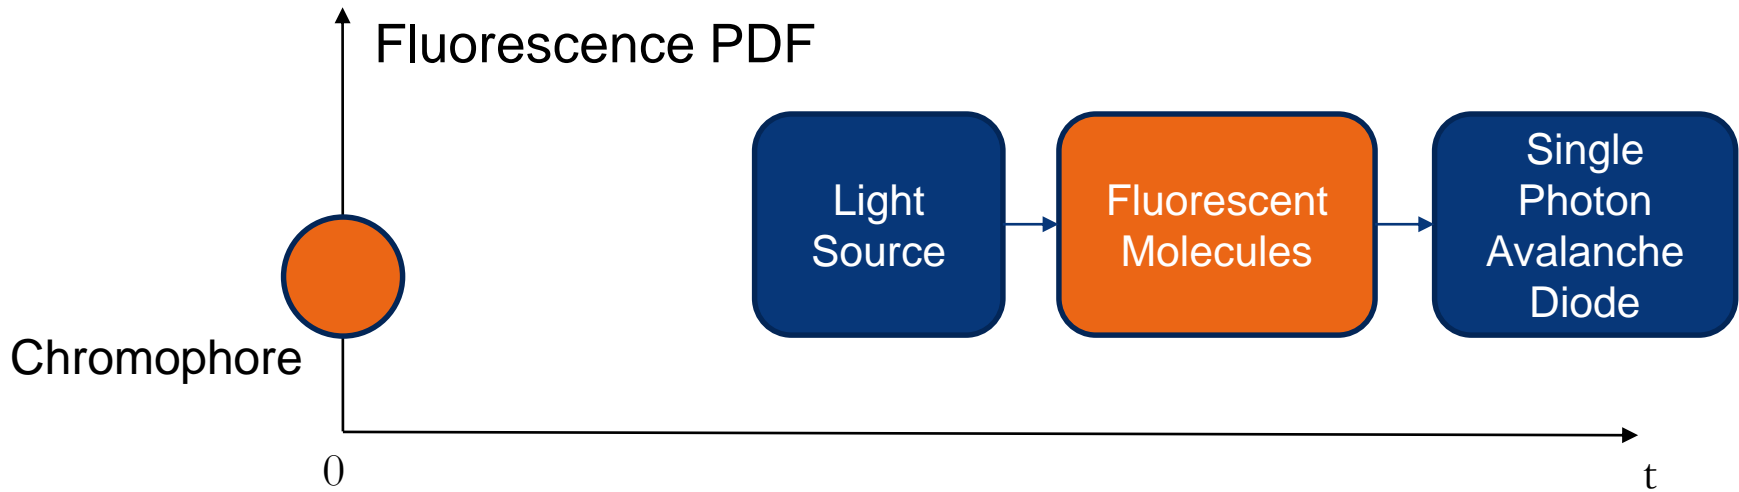 Fluorescence PDF
Light
Source
Fluorescent
Molecules
Single
Photon
Avalanche
Diode
Chromophore
0
t